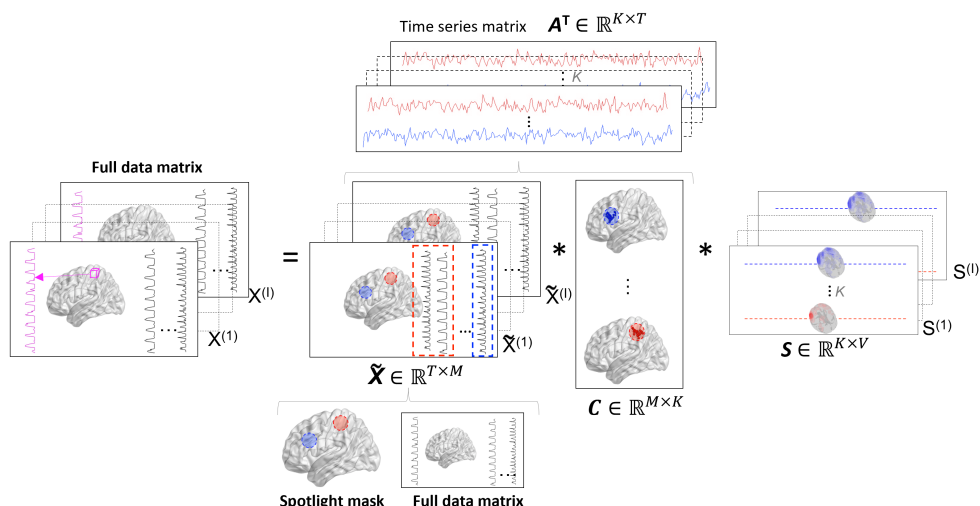 Time series matrix A^T ∈ ℝ^{K×T}
K
Full data matrix
X^(I)
X^(1)
=
X̃^(I)
X̃^(1)
*
*
K
S^(I)
S^(1)
X̃ ∈ ℝ^{T×M}
C ∈ ℝ^{M×K}
S ∈ ℝ^{K×V}
Spotlight mask
Full data matrix